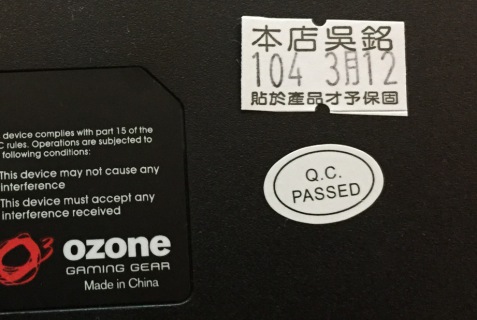 本店吳銘
104 3月12
貼於產品才予保固
device complies with part 15 of the
C rules. Operations are subjected to
following conditions:
This device may not cause any
interference
This device must accept any
interference received
ozone
GAMING GEAR
Made in China
Q.C.
PASSED